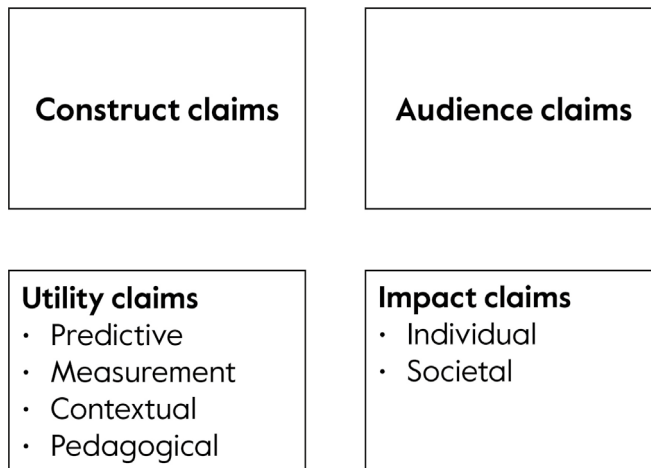 Construct claims
Audience claims
Utility claims
· Predictive
· Measurement
· Contextual
· Pedagogical
Impact claims
· Individual
· Societal